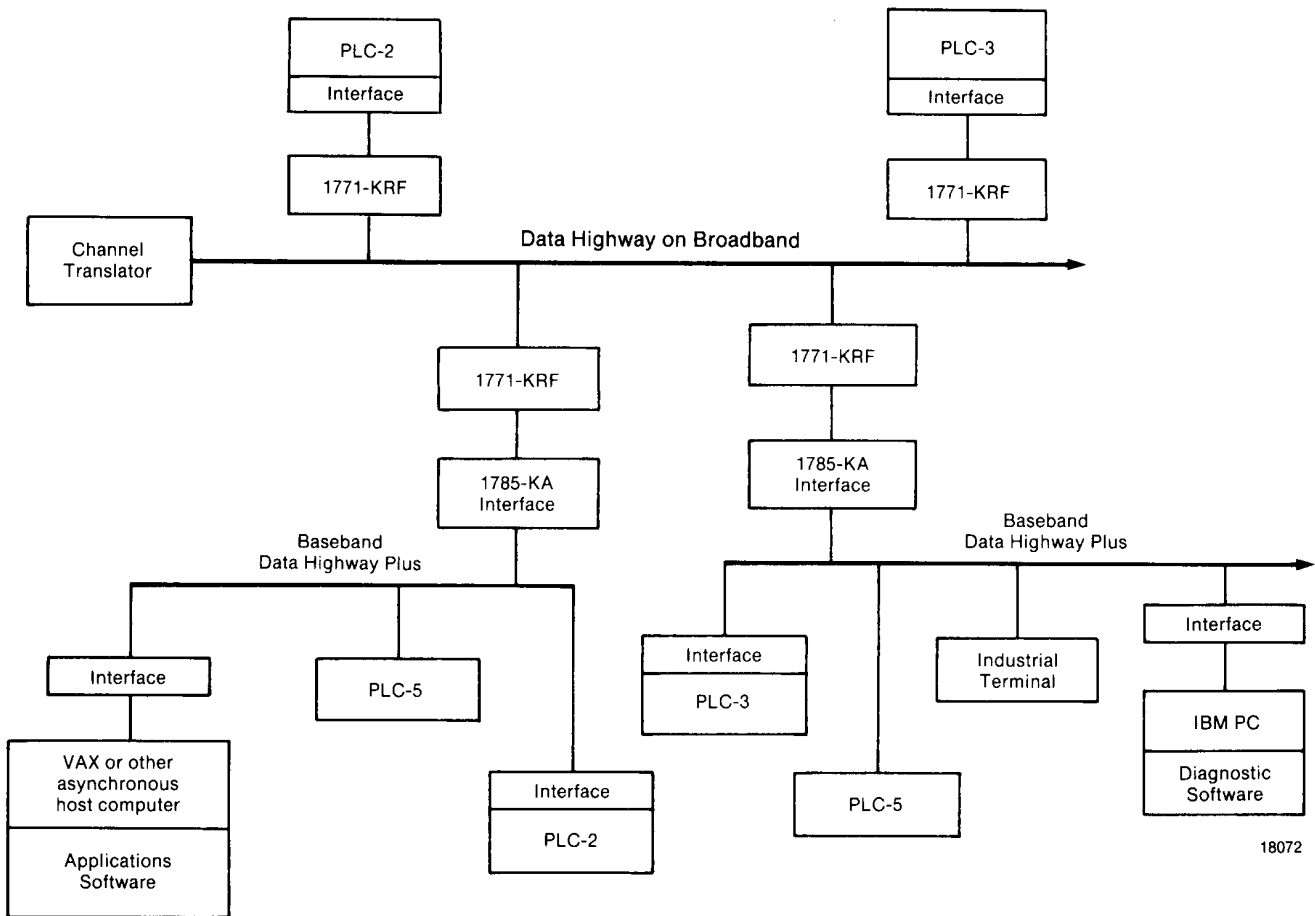 PLC-2
Interface
PLC-3
Interface
1771-KRF
1771-KRF
Channel
Translator
Data Highway on Broadband
1771-KRF
1771-KRF
1785-KA
Interface
1785-KA
Interface
Baseband
Data Highway Plus
Baseband
Data Highway Plus
Interface
VAX or other
asynchronous
host computer
Applications
Software
PLC-5
Interface
PLC-2
Interface
PLC-3
PLC-5
Industrial
Terminal
Interface
IBM PC
Diagnostic
Software
18072